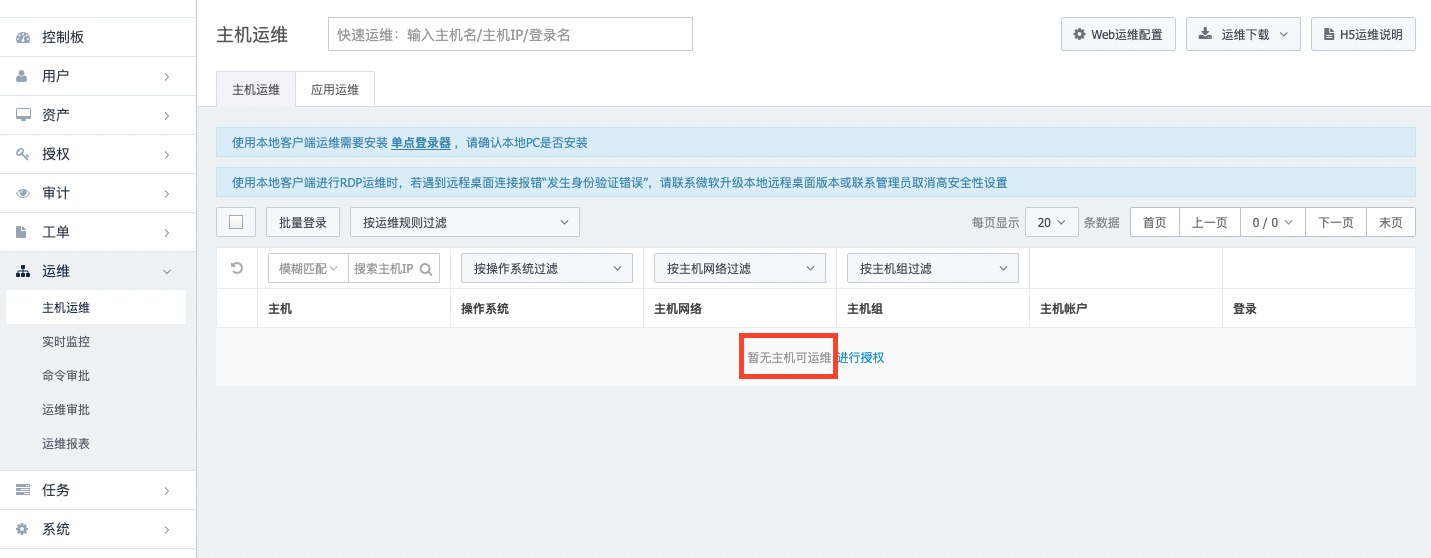 控制板
用户
资产
授权
审计
工单
运维
主机运维
实时监控
命令审批
运维审批
运维报表
任务
系统
主机运维 快速运维：输入主机名/主机IP/登录名 Web运维配置 运维下载 H5运维说明
主机运维 应用运维
使用本地客户端运维需要安装 单点登录器 ，请确认本地PC是否安装
使用本地客户端进行RDP运维时，若遇到远程桌面连接报错“发生身份验证错误”，请联系微软升级本地远程桌面版本或联系管理员取消高安全性设置
批量登录 按运维规则过滤 每页显示 20 条数据 首页 上一页 0 / 0 下一页 末页
模糊匹配 搜索主机IP 按操作系统过滤 按主机网络过滤 按主机组过滤
主机 操作系统 主机网络 主机组 主机帐户 登录
暂无主机可运维 进行授权